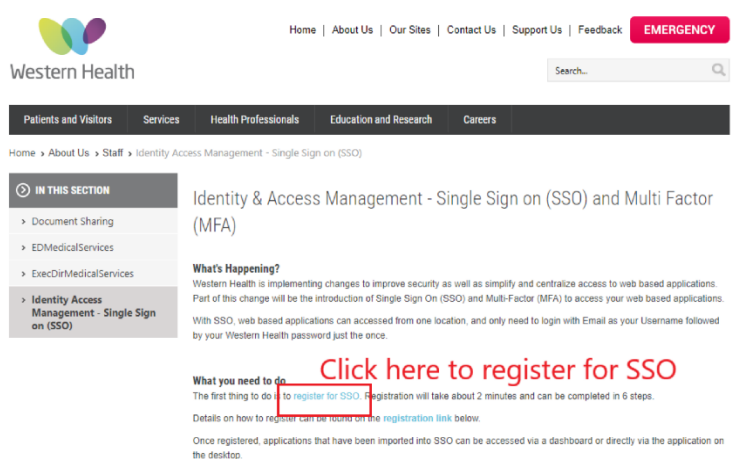 Home | About Us | Our Sites | Contact Us | Support Us | Feedback EMERGENCY
Western Health
Search...
Patients and Visitors Services Health Professionals Education and Research Careers
Home › About Us › Staff › Identity Access Management - Single Sign on (SSO)
IN THIS SECTION
› Document Sharing
› EDMedicalServices
› ExecDirMedicalServices
› Identity Access
Management - Single Sign
on (SSO)
Identity & Access Management - Single Sign on (SSO) and Multi Factor
(MFA)
What's Happening?
Western Health is implementing changes to improve security as well as simplify and centralize access to web based applications.
Part of this change will be the introduction of Single Sign On (SSO) and Multi-Factor (MFA) to access your web based applications.
With SSO, web based applications can accessed from one location, and only need to login with Email as your Username followed
by your Western Health password just the once.
Click here to register for SSO
What you need to do
The first thing to do is to register for SSO. Registration will take about 2 minutes and can be completed in 6 steps.
Details on how to register can be found on the registration link below.
Once registered, applications that have been imported into SSO can be accessed via a dashboard or directly via the application on
the desktop.